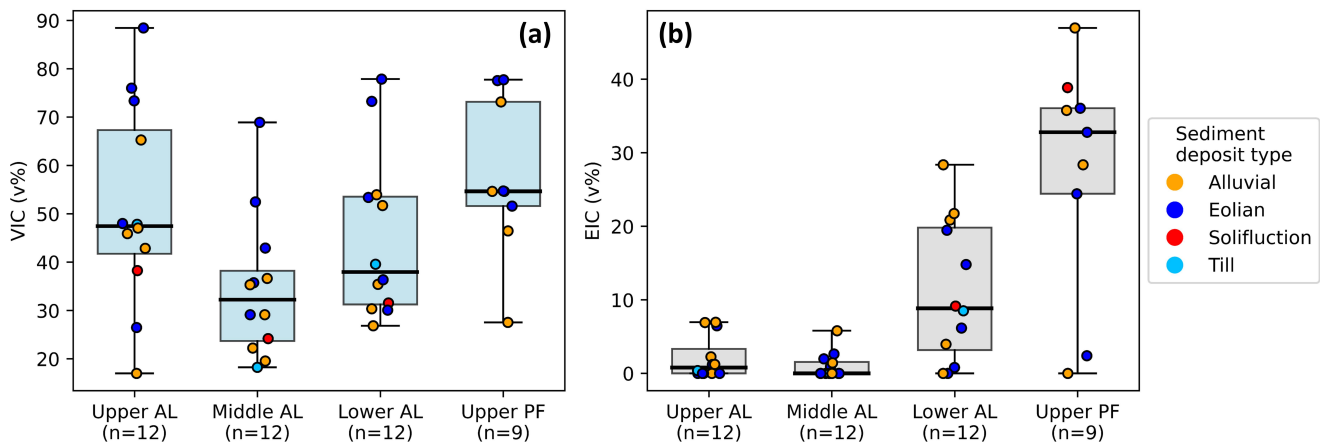 (a)
VIC (v%)
90
80
70
60
50
40
30
20
Upper AL
(n=12)
Middle AL
(n=12)
Lower AL
(n=12)
Upper PF
(n=9)
(b)
EIC (v%)
40
30
20
10
0
Upper AL
(n=12)
Middle AL
(n=12)
Lower AL
(n=12)
Upper PF
(n=9)
Sediment
deposit type
Alluvial
Eolian
Solifluction
Till